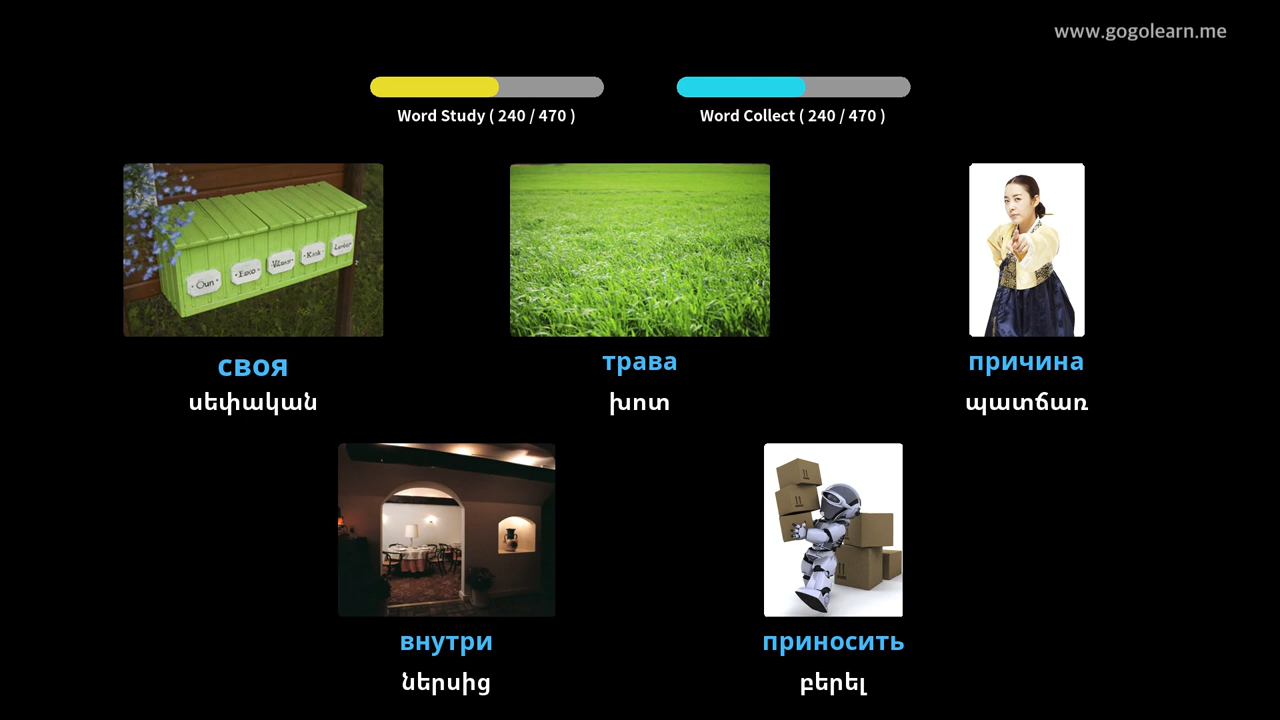 www.gogolearn.me
Word Study ( 240 / 470 )
Word Collect ( 240 / 470 )
своя
սեփական
трава
խոտ
причина
պատճառ
внутри
ներսից
приносить
բերել